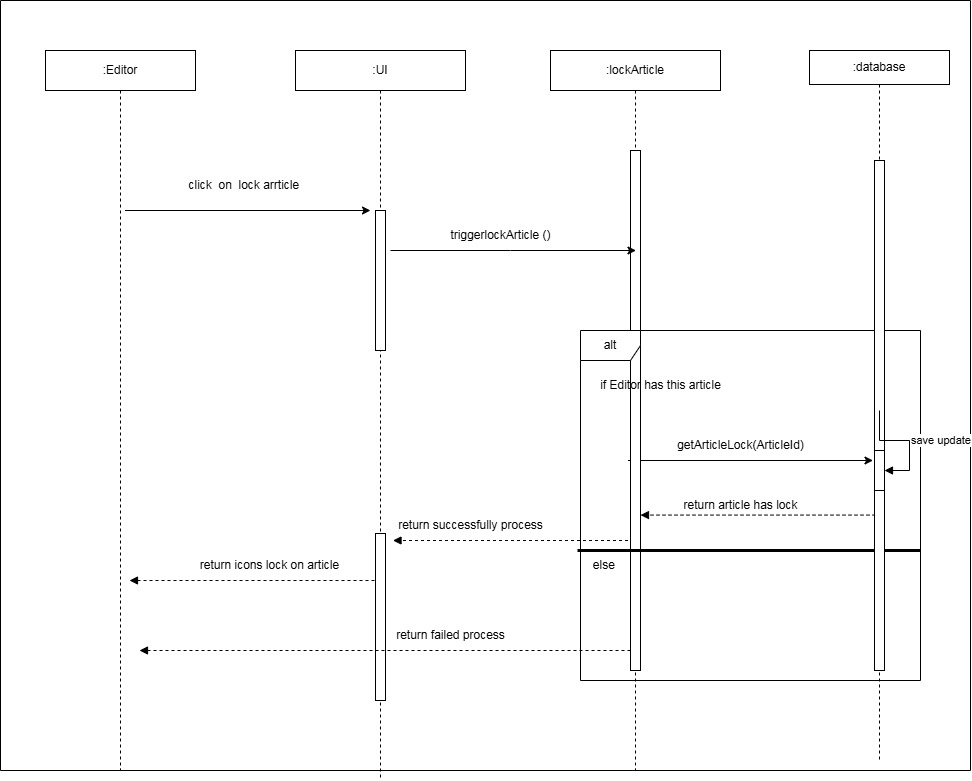 :Editor
:UI
:lockArticle
:database
click on lock arrticle
triggerlockArticle ()
alt
if Editor has this article
save update
getArticleLock(ArticleId)
return article has lock
return successfully process
return icons lock on article
else
return failed process